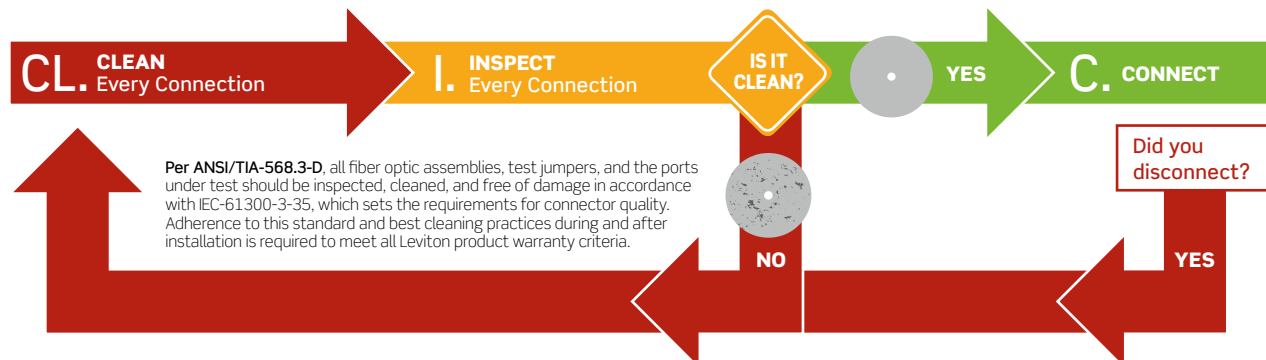 CL. CLEAN
Every Connection
I. INSPECT
Every Connection
IS IT
CLEAN?
YES
C. CONNECT
Did you
disconnect?
Per ANSI/TIA-568.3-D, all fiber optic assemblies, test jumpers, and the ports
under test should be inspected, cleaned, and free of damage in accordance
with IEC-61300-3-35, which sets the requirements for connector quality.
Adherence to this standard and best cleaning practices during and after
installation is required to meet all Leviton product warranty criteria.
NO
YES